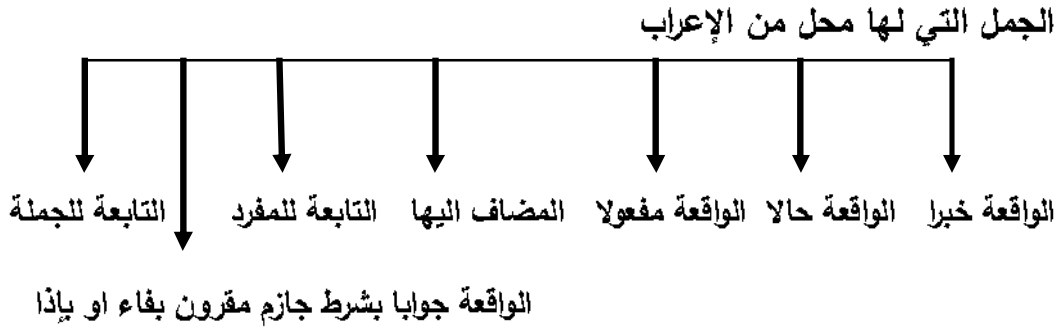 الجمل التي لها محل من الإعراب
الواقعة خبرا الواقعة حالا الواقعة مفعولا المضاف اليها التابعة للمفرد التابعة للجملة
الواقعة جوابا بشرط جازم مقرون بفاء او بإذا